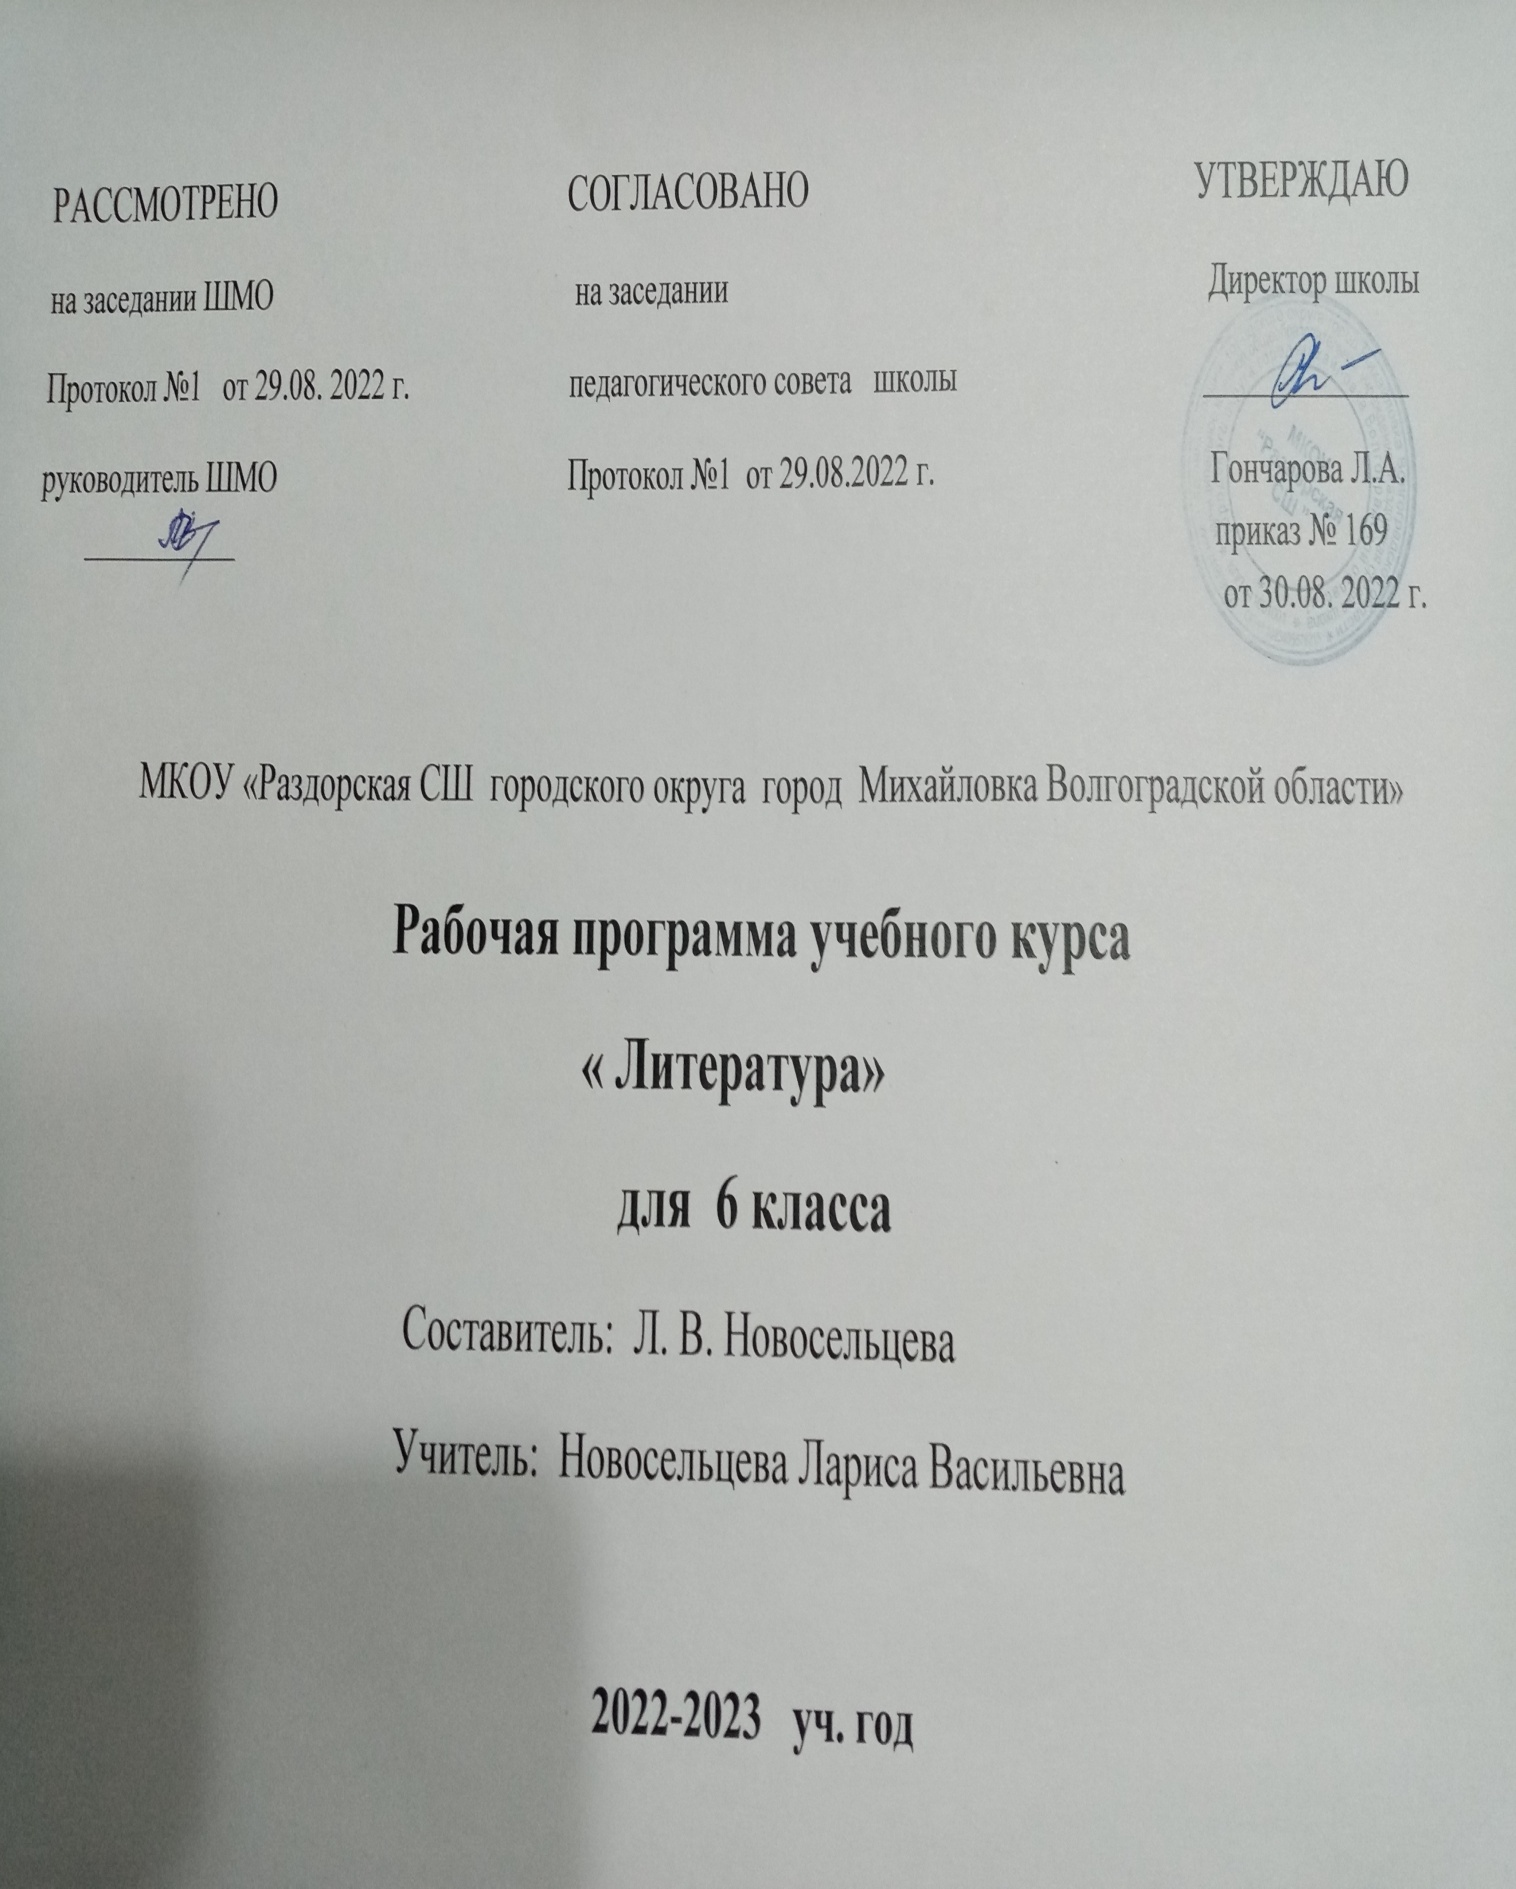 РАССМОТРЕНО
на заседании ШМО
Протокол №1 от 29.08. 2022 г.
руководитель ШМО
СОГЛАСОВАНО
на заседании
педагогического совета школы
Протокол №1 от 29.08.2022 г.
УТВЕРЖДАЮ
Директор школы
Гончарова Л.А.
приказ № 169
от 30.08. 2022 г.
МКОУ «Раздорская СШ городского округа город Михайловка Волгоградской области»
Рабочая программа учебного курса
« Литература»
для 6 класса
Составитель: Л. В. Новосельцева
Учитель: Новосельцева Лариса Васильевна
2022-2023 уч. год